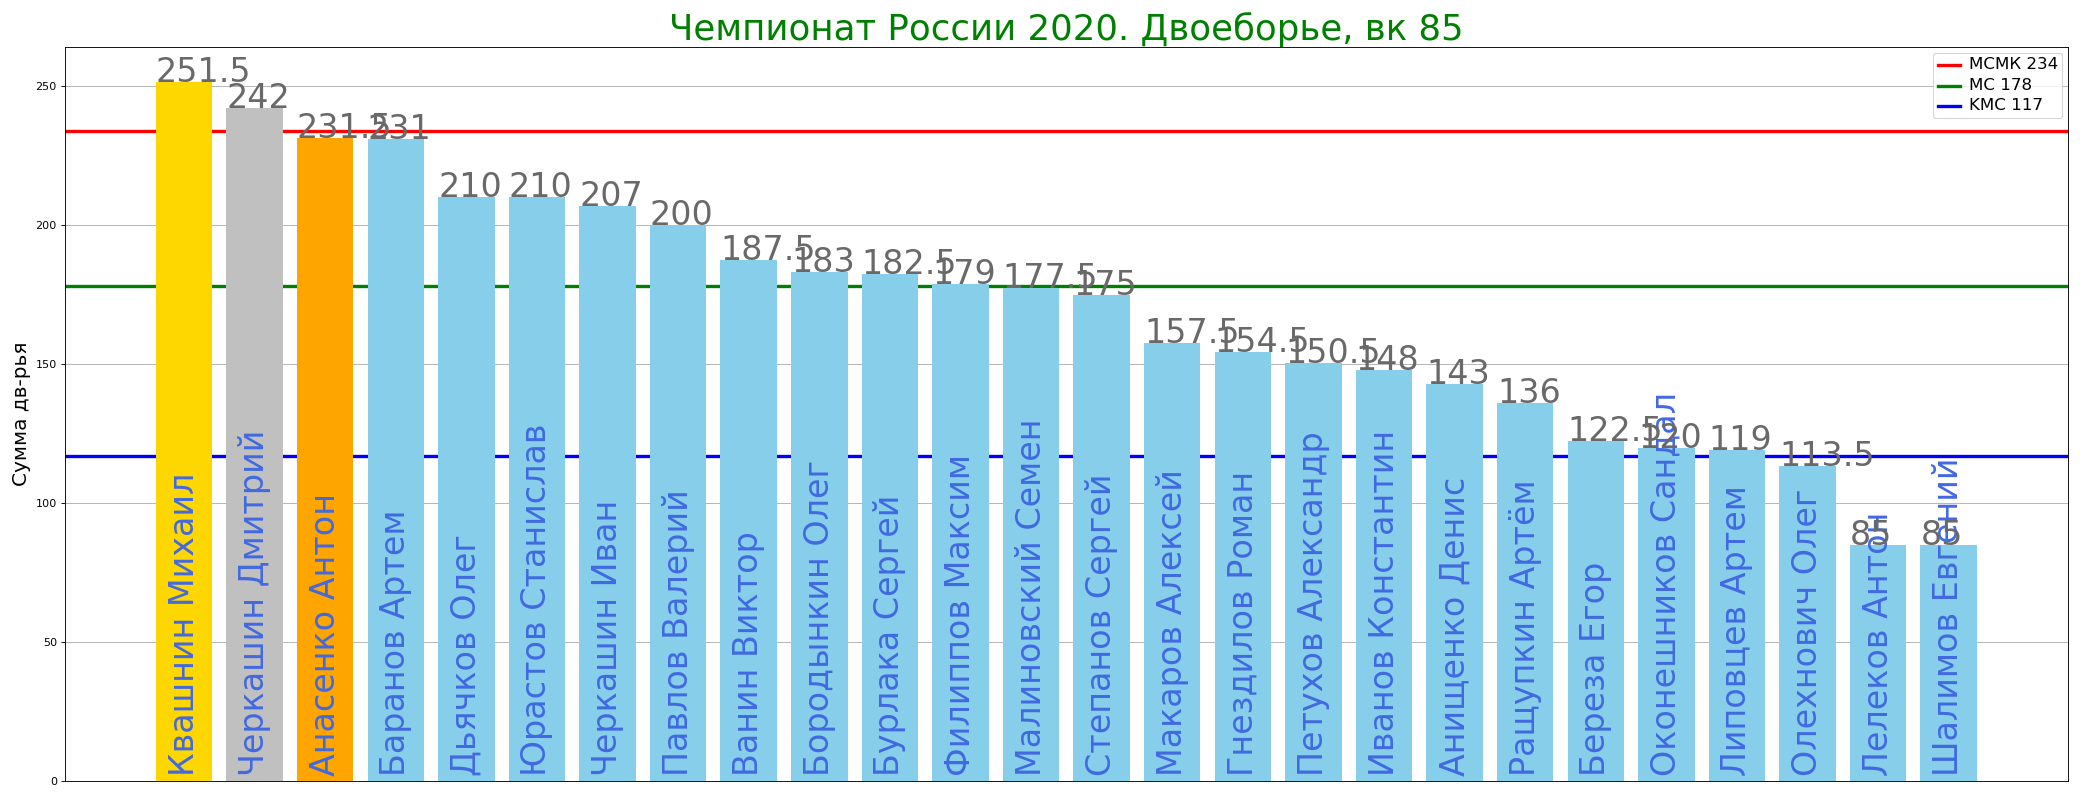 Чемпионат России 2020. Двоеборье, вк 85
МСМК 234
МС 178
КМС 117
Сумма дв-рья
250
200
150
100
50
0
251.5
242
231.5
231
210
210
207
200
187.5
183
182.5
179
177.5
175
157.5
154.5
150.5
148
143
136
122.5
120
119
113.5
85
85
Квашнин Михаил
Черкашин Дмитрий
Анасенко Антон
Баранов Артем
Дьячков Олег
Юрастов Станислав
Черкашин Иван
Павлов Валерий
Ванин Виктор
Бородынкин Олег
Бурлака Сергей
Филиппов Максим
Малиновский Семен
Степанов Сергей
Макаров Алексей
Гнездилов Роман
Петухов Александр
Иванов Константин
Анищенко Денис
Ращупкин Артём
Береза Егор
Оконешников Сандал
Липовцев Артем
Олехнович Олег
Лелеков Антон
Шалимов Евгений